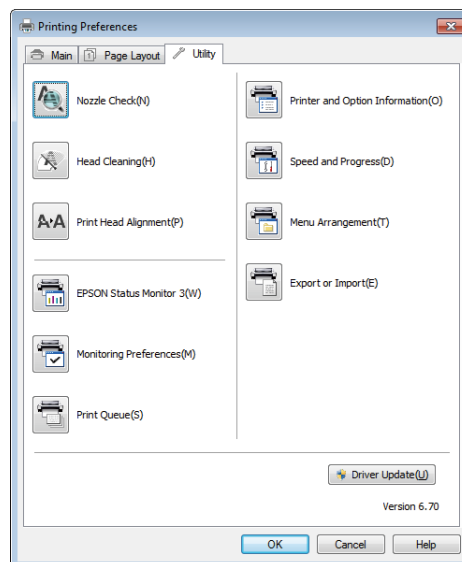 Printing Preferences
Main
Page Layout
Utility
Nozzle Check(N)
Head Cleaning(H)
Print Head Alignment(P)
EPSON Status Monitor 3(W)
Monitoring Preferences(M)
Print Queue(S)
Printer and Option Information(O)
Speed and Progress(D)
Menu Arrangement(T)
Export or Import(E)
Driver Update(U)
Version 6.70
OK
Cancel
Help